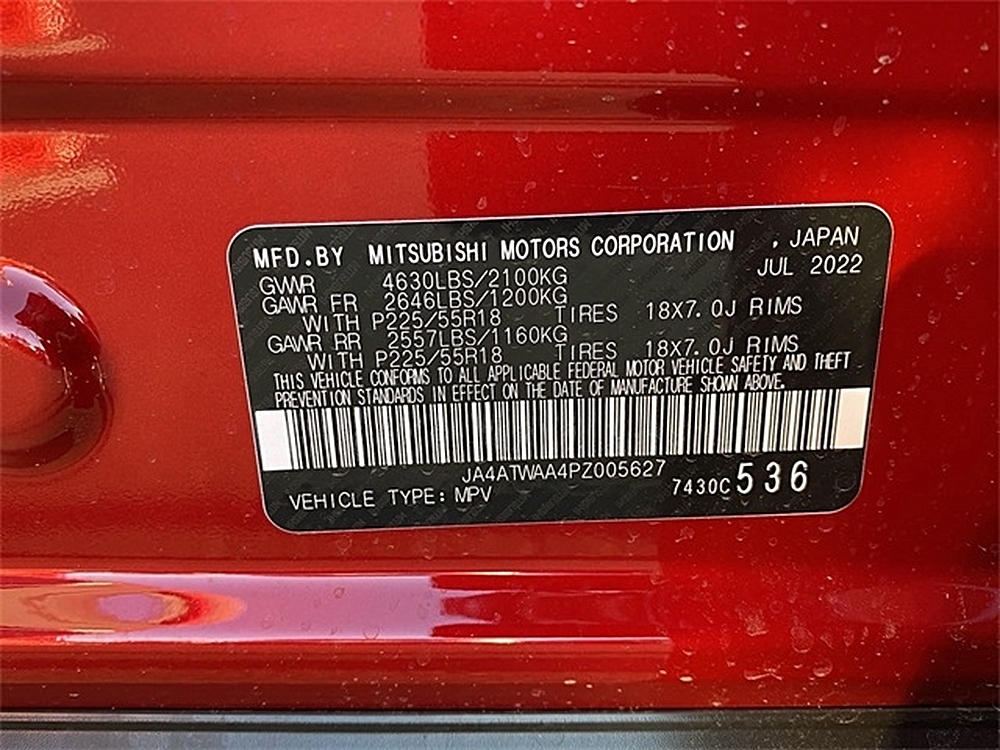 MFD.BY MITSUBISHI MOTORS CORPORATION , JAPAN
JUL 2022
GVWR 4630LBS/2100KG
GAWR FR 2646LBS/1200KG
WITH P225/55R18 TIRES 18X7.0J RIMS
GAWR RR 2557LBS/1160KG
WITH P225/55R18 TIRES 18X7.0J RIMS
THIS VEHICLE CONFORMS TO ALL APPLICABLE FEDERAL MOTOR VEHICLE SAFETY AND THEFT
PREVENTION STANDARDS IN EFFECT ON THE DATE OF MANUFACTURE SHOWN ABOVE.
JA4ATWAA4PZ005627
VEHICLE TYPE: MPV 7430C 536